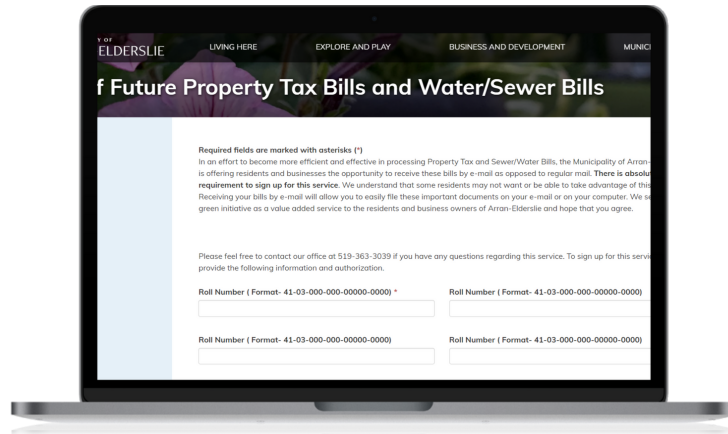 Y OF
ELDERSLIE
LIVING HERE
EXPLORE AND PLAY
BUSINESS AND DEVELOPMENT
MUNICI
f Future Property Tax Bills and Water/Sewer Bills
Required fields are marked with asterisks (*)
In an effort to become more efficient and effective in processing Property Tax and Sewer/Water Bills, the Municipality of Arran-
is offering residents and businesses the opportunity to receive these bills by e-mail as opposed to regular mail. There is absolu
requirement to sign up for this service. We understand that some residents may not want or be able to take advantage of this
Receiving your bills by e-mail will allow you to easily file these important documents on your e-mail or on your computer. We se
green initiative as a value added service to the residents and business owners of Arran-Elderslie and hope that you agree.
Please feel free to contact our office at 519-363-3039 if you have any questions regarding this service. To sign up for this servi
provide the following information and authorization.
Roll Number ( Format- 41-03-000-000-00000-0000) *
Roll Number ( Format- 41-03-000-000-00000-0000)
Roll Number ( Format- 41-03-000-000-00000-0000)
Roll Number ( Format- 41-03-000-000-00000-0000)